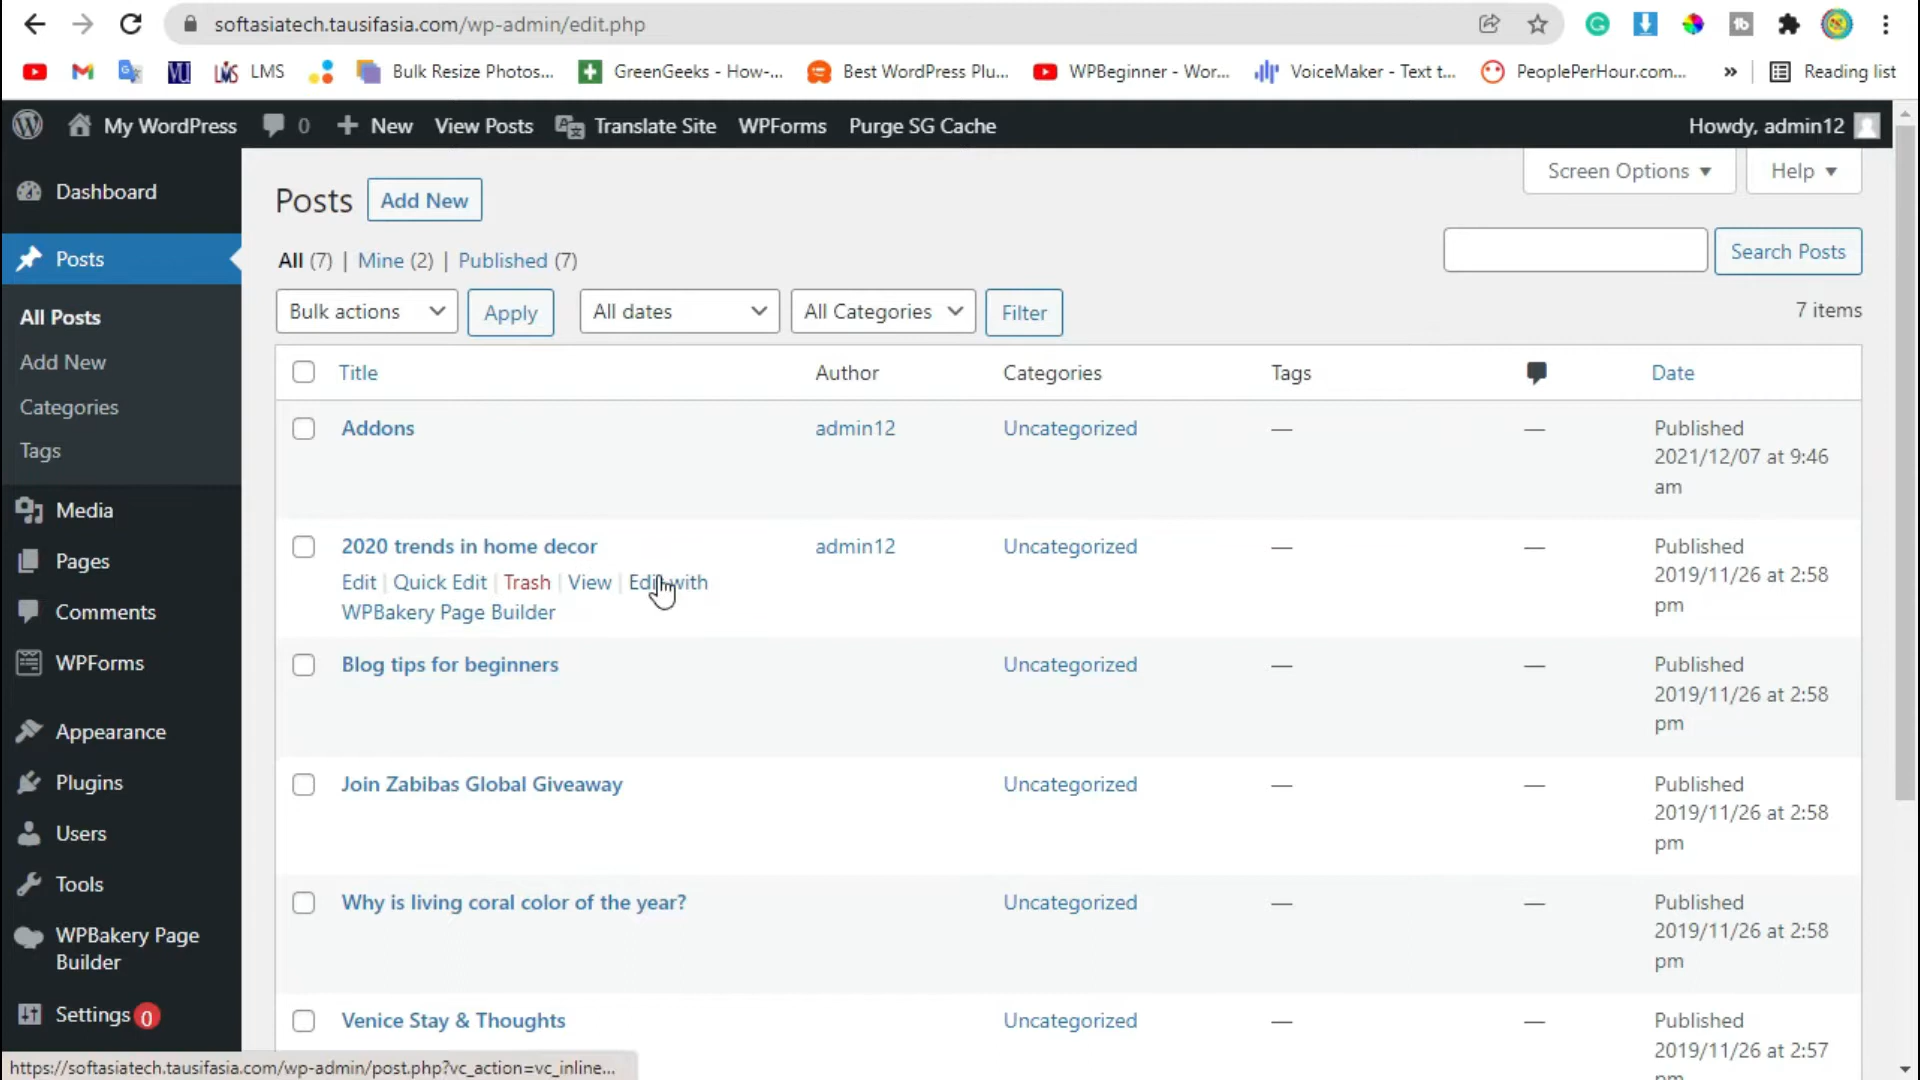 softasiatech.tausifasia.com/wp-admin/edit.php
LMS
Bulk Resize Photos...
GreenGeeks - How-...
Best WordPress Plu...
WPBeginner - Wor...
VoiceMaker - Text t...
PeoplePerHour.com...
»
Reading list
My WordPress
0
New
View Posts
Translate Site
WPForms
Purge SG Cache
Howdy, admin12
Dashboard
Posts
All Posts
Add New
Categories
Tags
Media
Pages
Comments
WPForms
Appearance
Plugins
Users
Tools
WPBakery Page
Builder
Settings 0
Screen Options
Help
Posts
Add New
All (7) | Mine (2) | Published (7)
Search Posts
Bulk actions
Apply
All dates
All Categories
Filter
7 items
Title Author Categories Tags Date
Addons admin12 Uncategorized — — Published
2021/12/07 at 9:46
am
2020 trends in home decor admin12 Uncategorized — — Published
Edit | Quick Edit | Trash | View | Edit with 2019/11/26 at 2:58
WPBakery Page Builder pm
Blog tips for beginners Uncategorized — — Published
2019/11/26 at 2:58
pm
Join Zabibas Global Giveaway Uncategorized — — Published
2019/11/26 at 2:58
pm
Why is living coral color of the year? Uncategorized — — Published
2019/11/26 at 2:58
pm
Venice Stay & Thoughts Uncategorized — — Published
2019/11/26 at 2:57
https://softasiatech.tausifasia.com/wp-admin/post.php?vc_action=vc_inline...